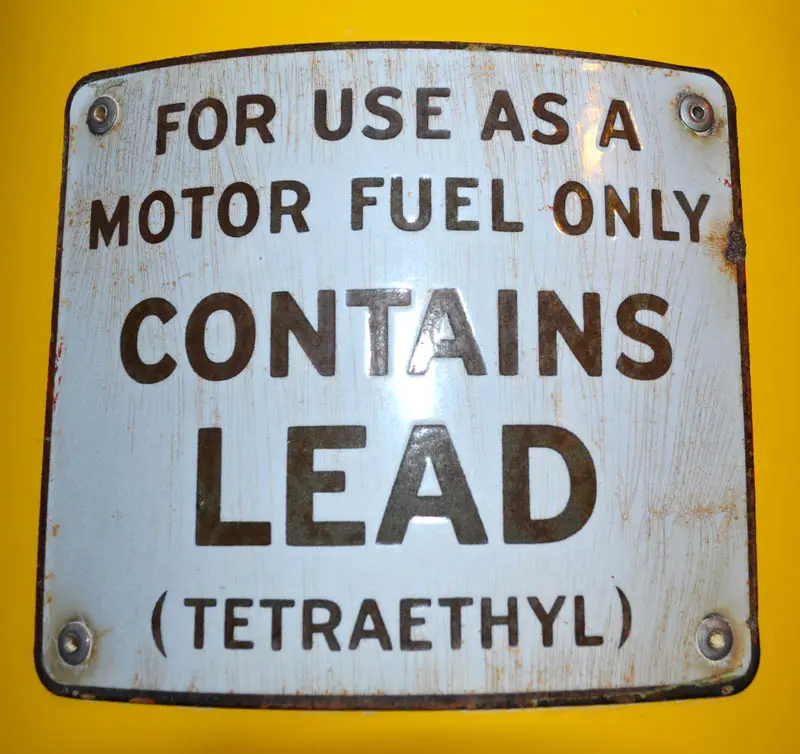 FOR USE AS A
MOTOR FUEL ONLY
CONTAINS
LEAD
(TETRAETHYL)